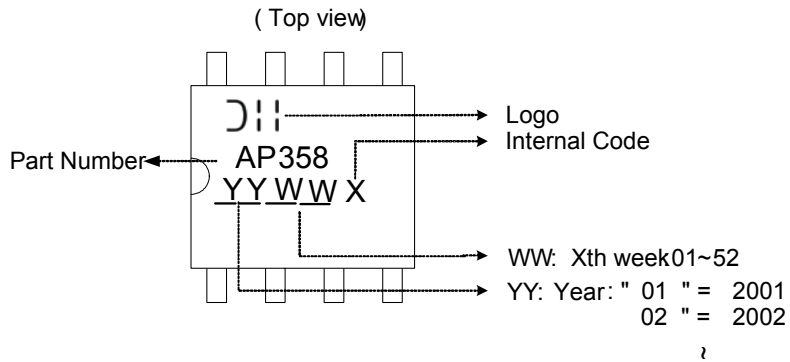 ( Top view)
Logo
Internal Code
Part Number
AP358
YYWW X
WW: Xth week01~52
YY: Year: " 01 " = 2001
02 " = 2002
~